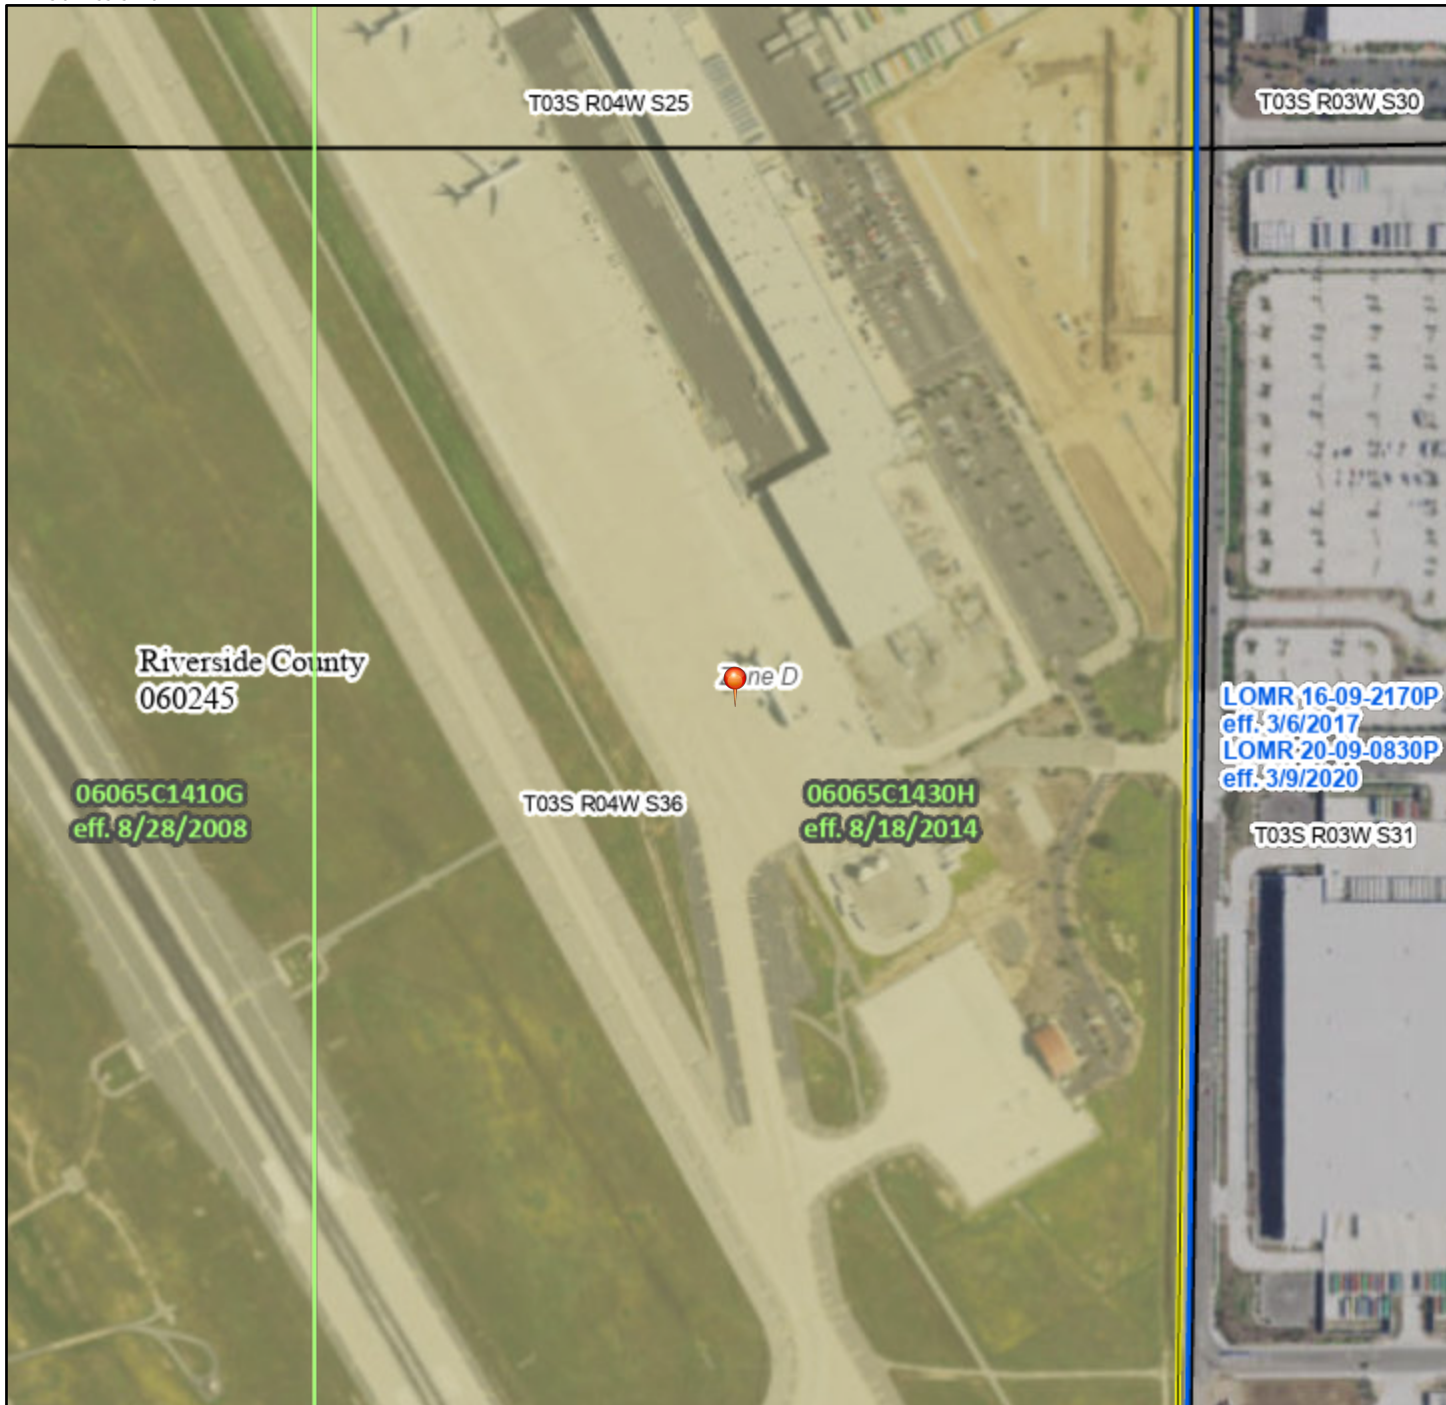 T03S R04W S25
T03S R03W S30
Riverside County
060245
Zone D
LOMR 16-09-2170P
eff. 3/6/2017
LOMR 20-09-0830P
eff. 3/9/2020
06065C1410G
eff. 8/28/2008
T03S R04W S36
06065C1430H
eff. 8/18/2014
T03S R03W S31